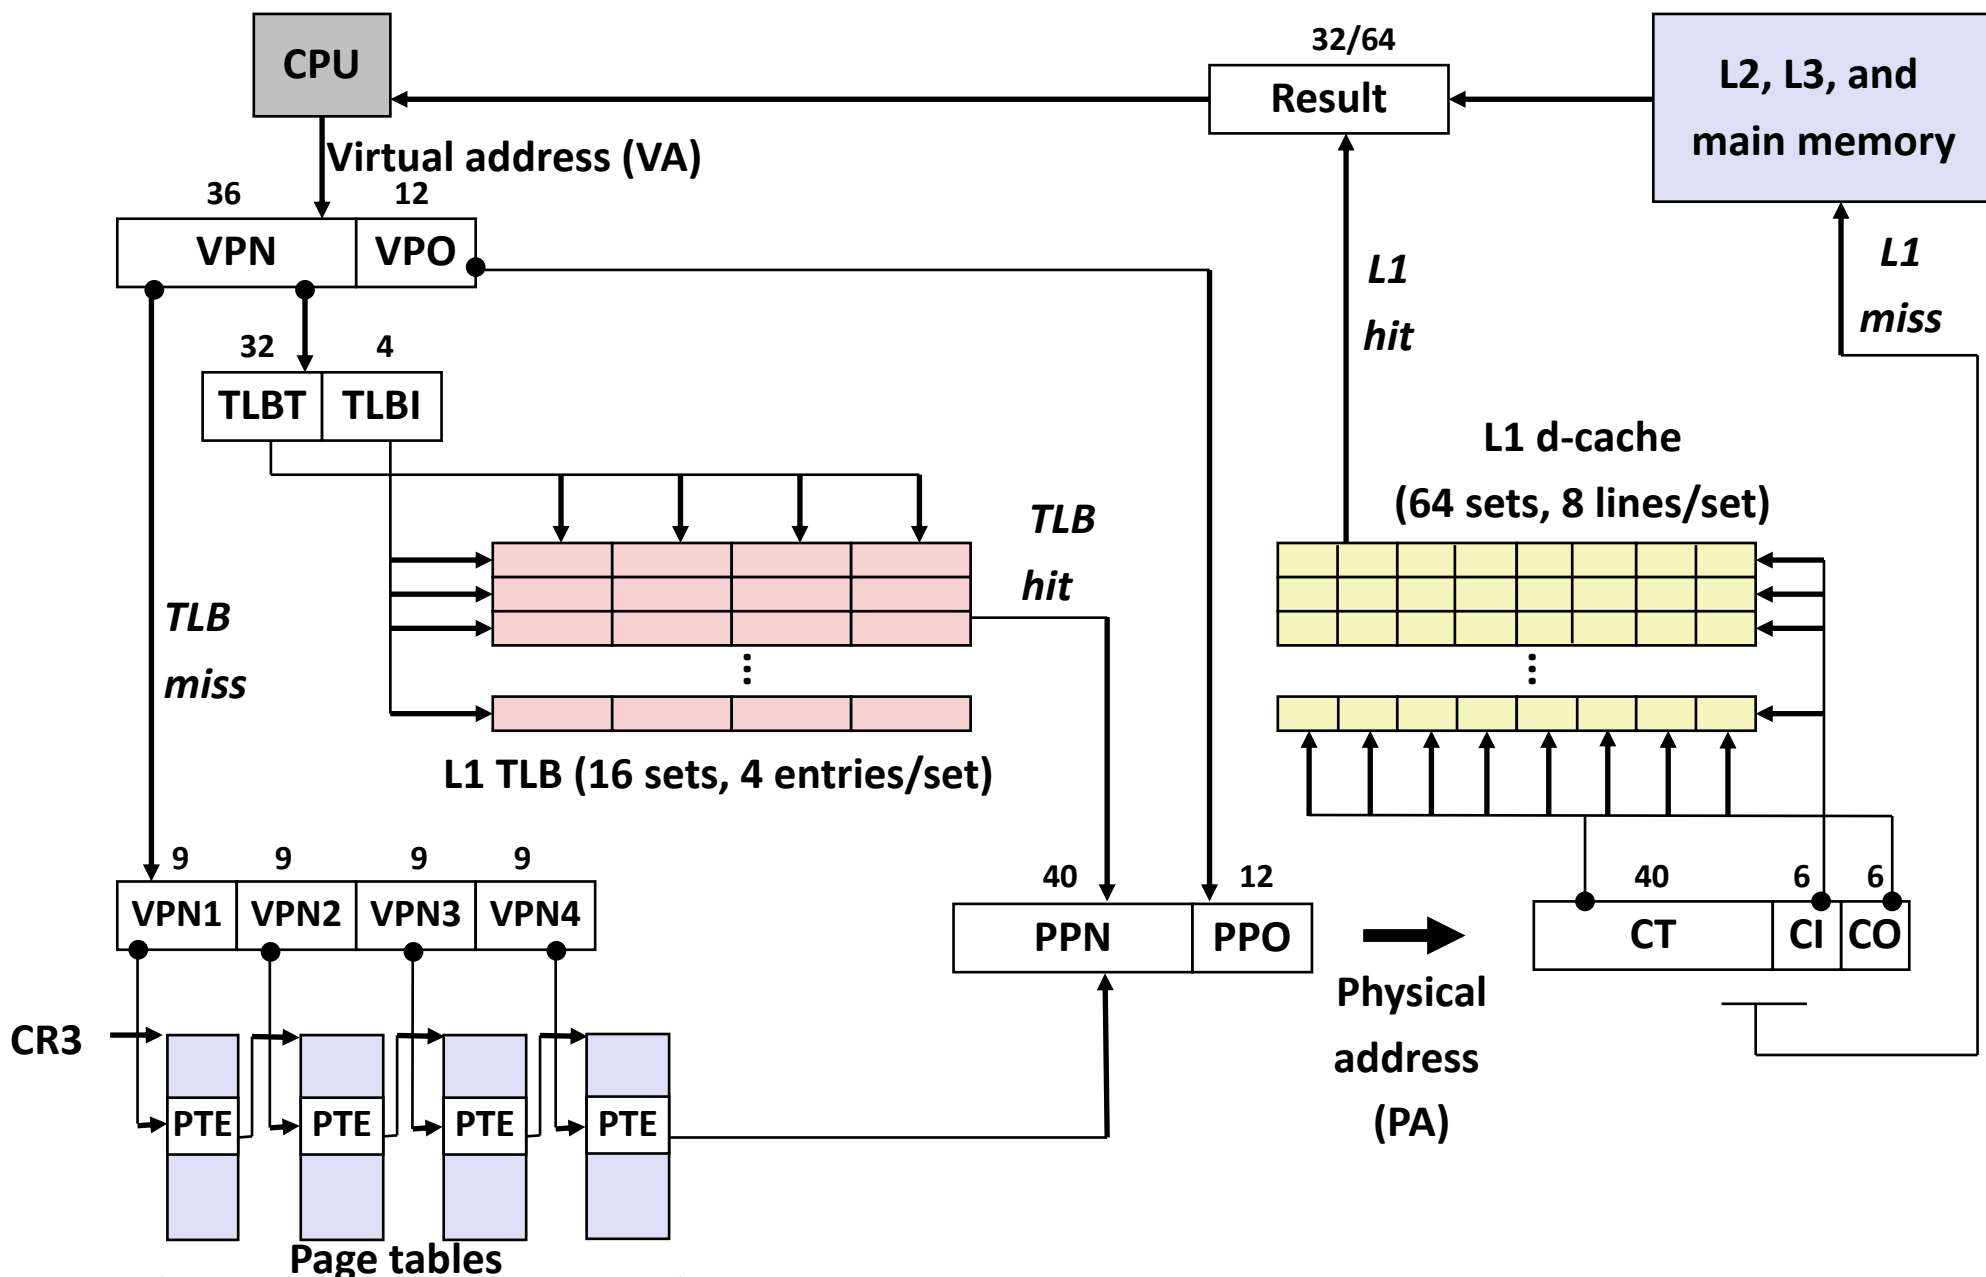 CPU
32/64
Result
L2, L3, and
main memory
Virtual address (VA)
36
12
VPN
VPO
L1
hit
L1
miss
32
4
TLBT
TLBI
L1 d-cache
(64 sets, 8 lines/set)
TLB
hit
TLB
miss
...
...
L1 TLB (16 sets, 4 entries/set)
9
9
9
9
VPN1
VPN2
VPN3
VPN4
40
12
PPN
PPO
40
6
6
CT
CI
CO
Physical
address
(PA)
CR3
PTE
PTE
PTE
PTE
Page tables